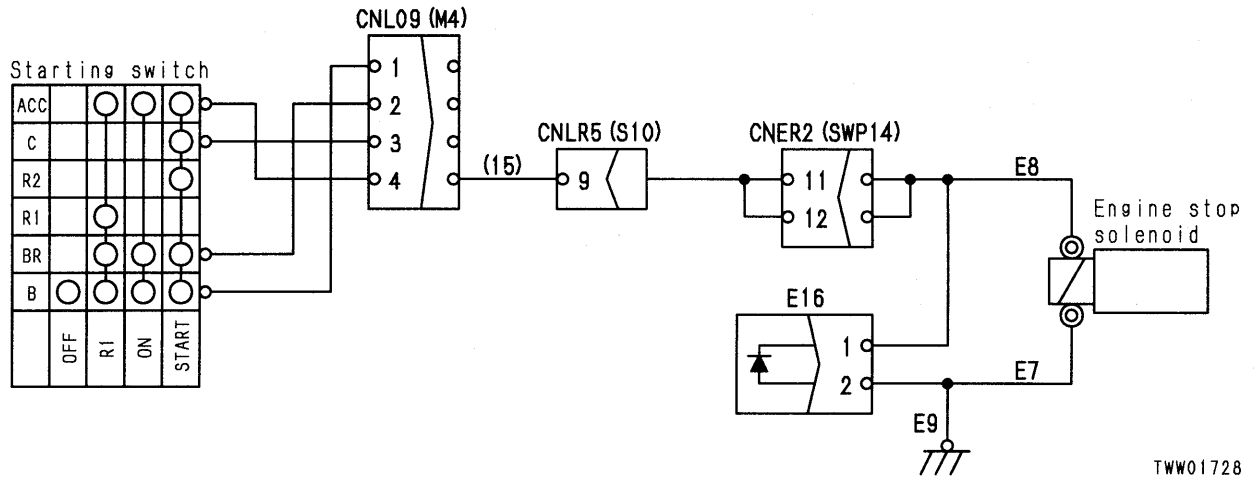 CNL09 (M4)
Starting switch
ACC
C
R2
R1
BR
B
OFF
R1
ON
START
1
2
3
4
(15)
CNLR5 (S10)
9
CNER2 (SWP14)
11
12
E8
Engine stop
solenoid
E16
1
2
E7
E9
TWW01728